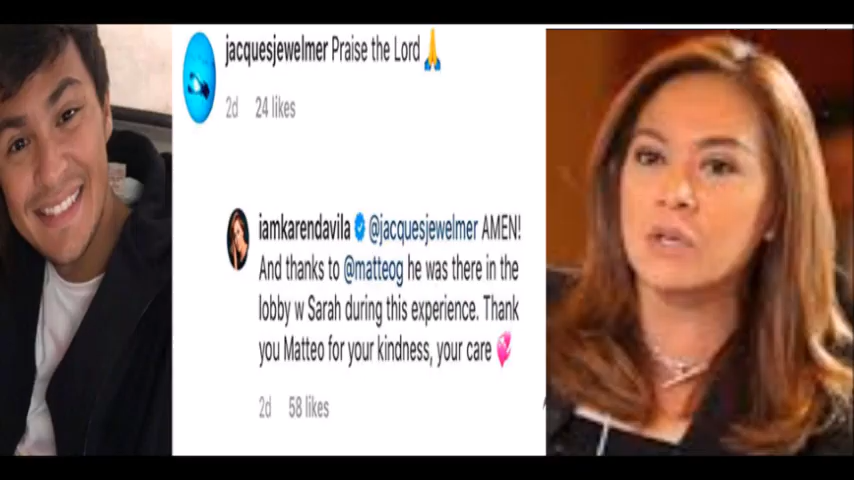 jacquesjewelmer Praise the Lord 🙏
2d 24 likes
iamkarendavila @jacquesjewelmer AMEN!
And thanks to @matteog he was there in the
lobby w Sarah during this experience. Thank
you Matteo for your kindness, your care 💞
2d 58 likes